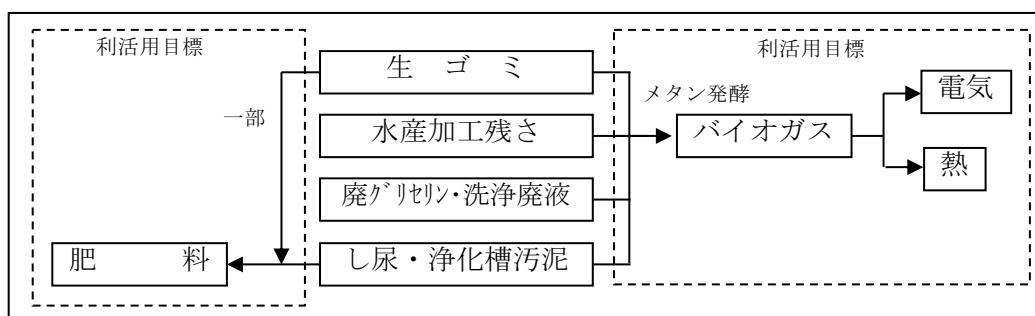 利活用目標
利活用目標
生　ゴ　ミ
電気
一部
メタン発酵
水産加工残さ
バイオガス
熱
廃ｸﾞﾘｾﾘﾝ・洗浄廃液
肥　　料
し尿・浄化槽汚泥